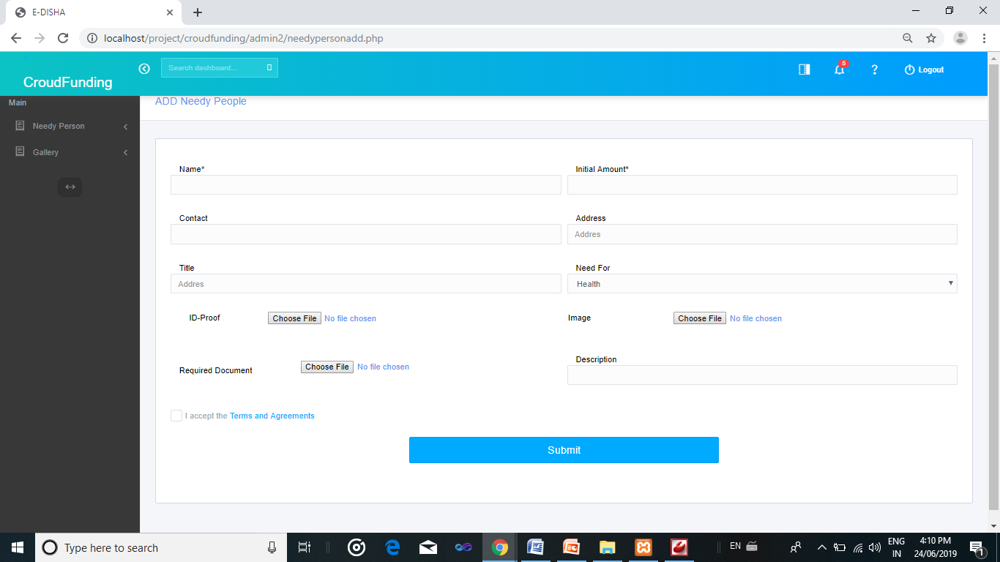 E-DISHA
localhost/project/croudfunding/admin2/needypersonadd.php
CroudFunding
Search dashboard...
5
?
Logout
Main
Needy Person
Gallery
ADD Needy People
Name*
Initial Amount*
Contact
Address
Addres
Title
Need For
Addres
Health
ID-Proof
Choose File No file chosen
Image
Choose File No file chosen
Required Document
Choose File No file chosen
Description
I accept the Terms and Agreements
Submit
Type here to search
EN
ENG
IN
4:10 PM
24/06/2019
1